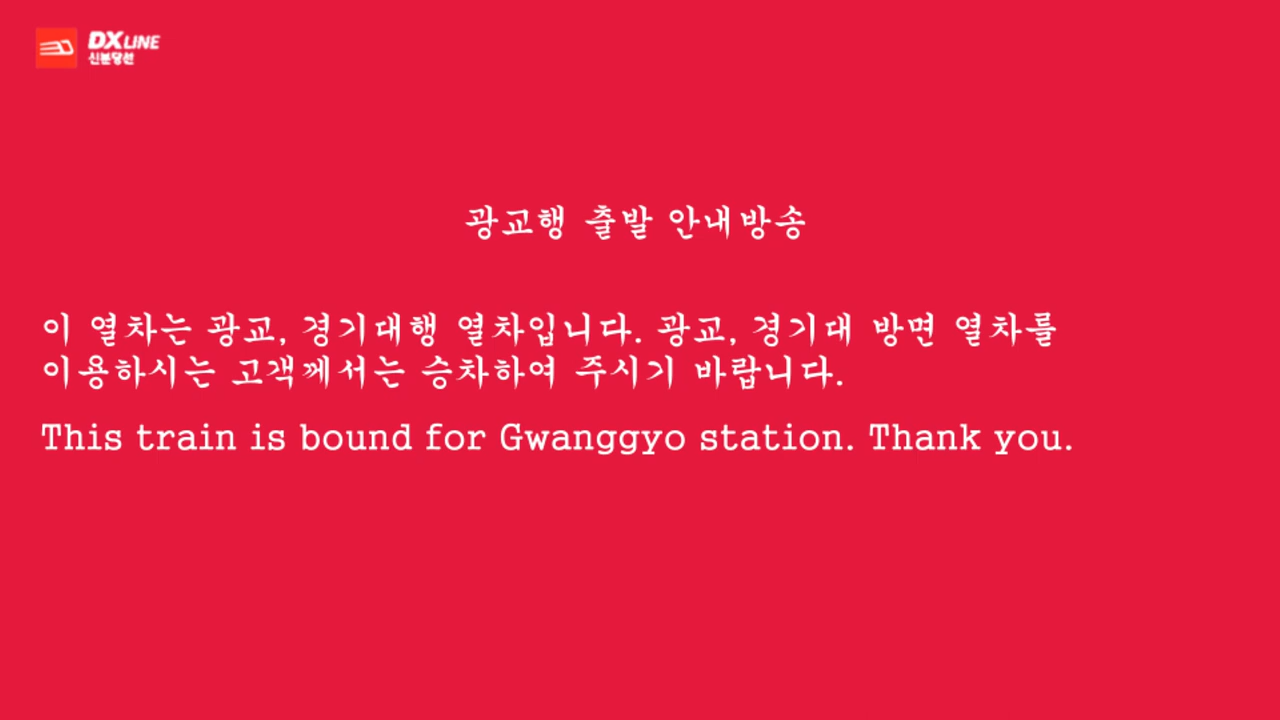 DX LINE
신분당선
광교행 출발 안내방송
이 열차는 광교, 경기대행 열차입니다. 광교, 경기대 방면 열차를
이용하시는 고객께서는 승차하여 주시기 바랍니다.
This train is bound for Gwanggyo station. Thank you.